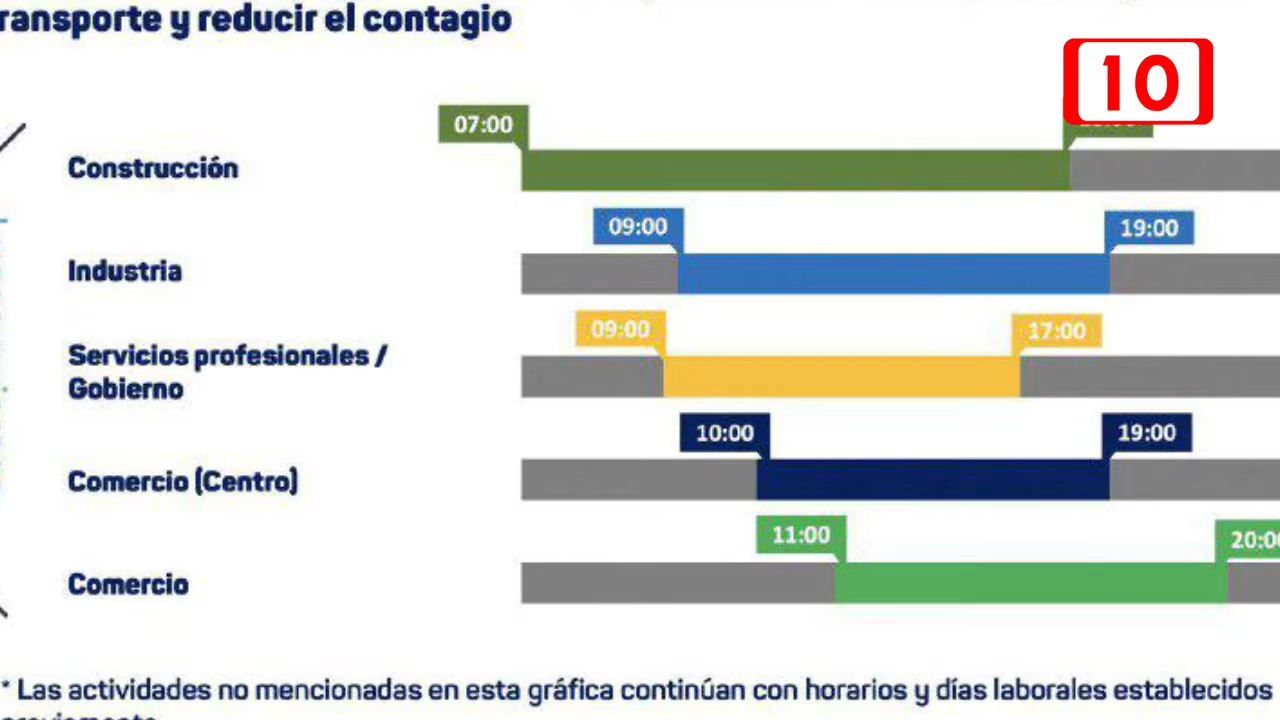 ransporte y reducir el contagio
10
07:00
Construcción
09:00 19:00
Industria
09:00 17:00
Servicios profesionales /
Gobierno
10:00 19:00
Comercio (Centro)
11:00 20:00
Comercio
* Las actividades no mencionadas en esta gráfica continúan con horarios y días laborales establecidos